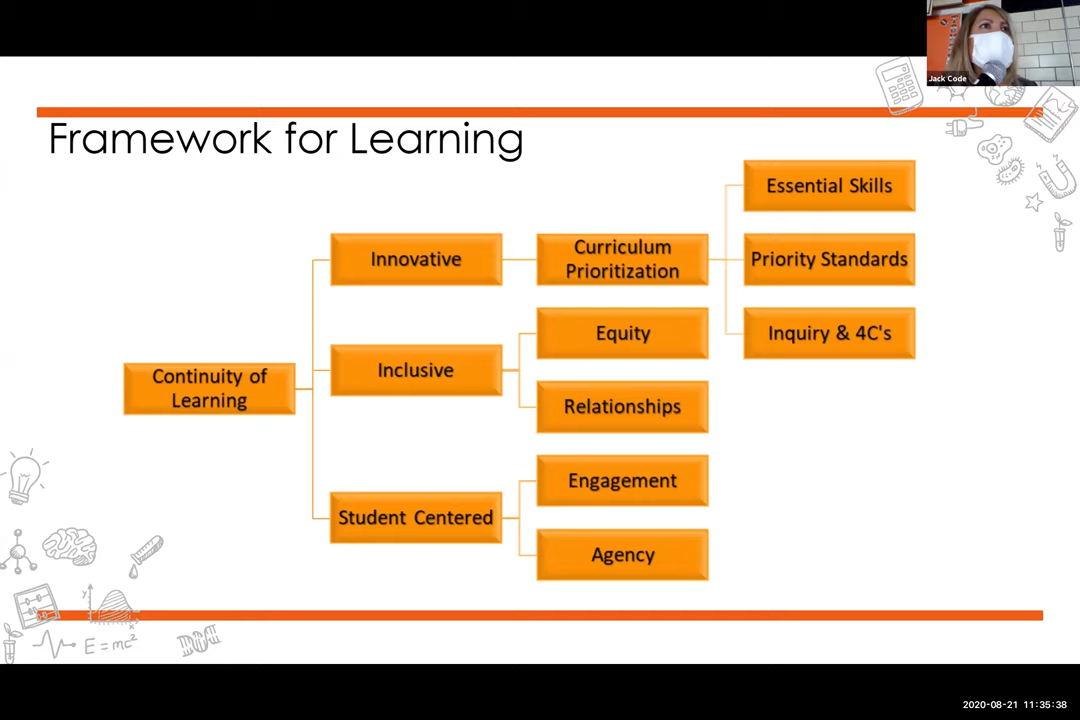 Jack Code
Framework for Learning
Essential Skills
Innovative
Curriculum
Prioritization
Priority Standards
Equity
Inquiry & 4C's
Inclusive
Continuity of
Learning
Relationships
Engagement
Student Centered
Agency
y
x
E=mc²
2020-08-21 11:35:38